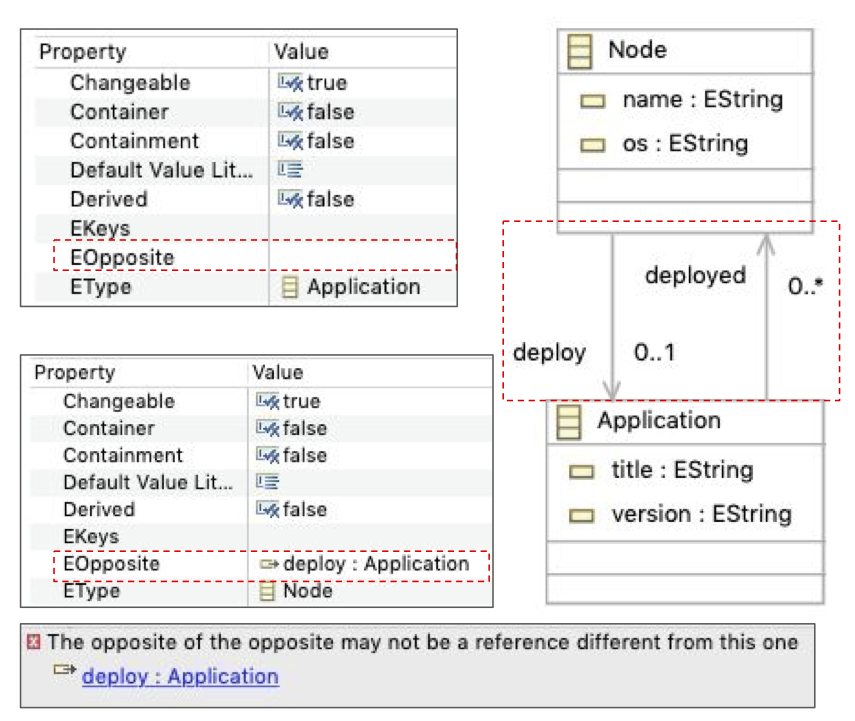 Property Value
Changeable true
Container false
Containment false
Default Value Lit...
Derived false
EKeys
EOpposite
EType Application
Property Value
Changeable true
Container false
Containment false
Default Value Lit...
Derived false
EKeys
EOpposite deploy : Application
EType Node
The opposite of the opposite may not be a reference different from this one
deploy : Application
Node
name : EString
os : EString
deployed
0..*
deploy
0..1
Application
title : EString
version : EString